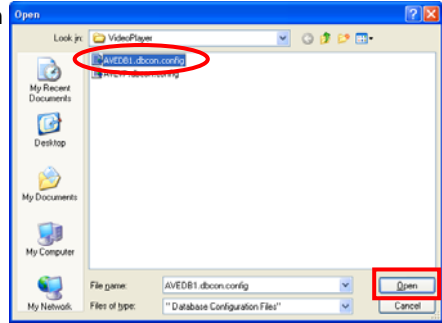 Open
Look in: VideoPlayer
AVEDB1.dbcon.config
My Recent
Documents
Desktop
My Documents
My Computer
My Network
File name: AVEDB1.dbcon.config Open
Files of type: "Database Configuration Files" Cancel